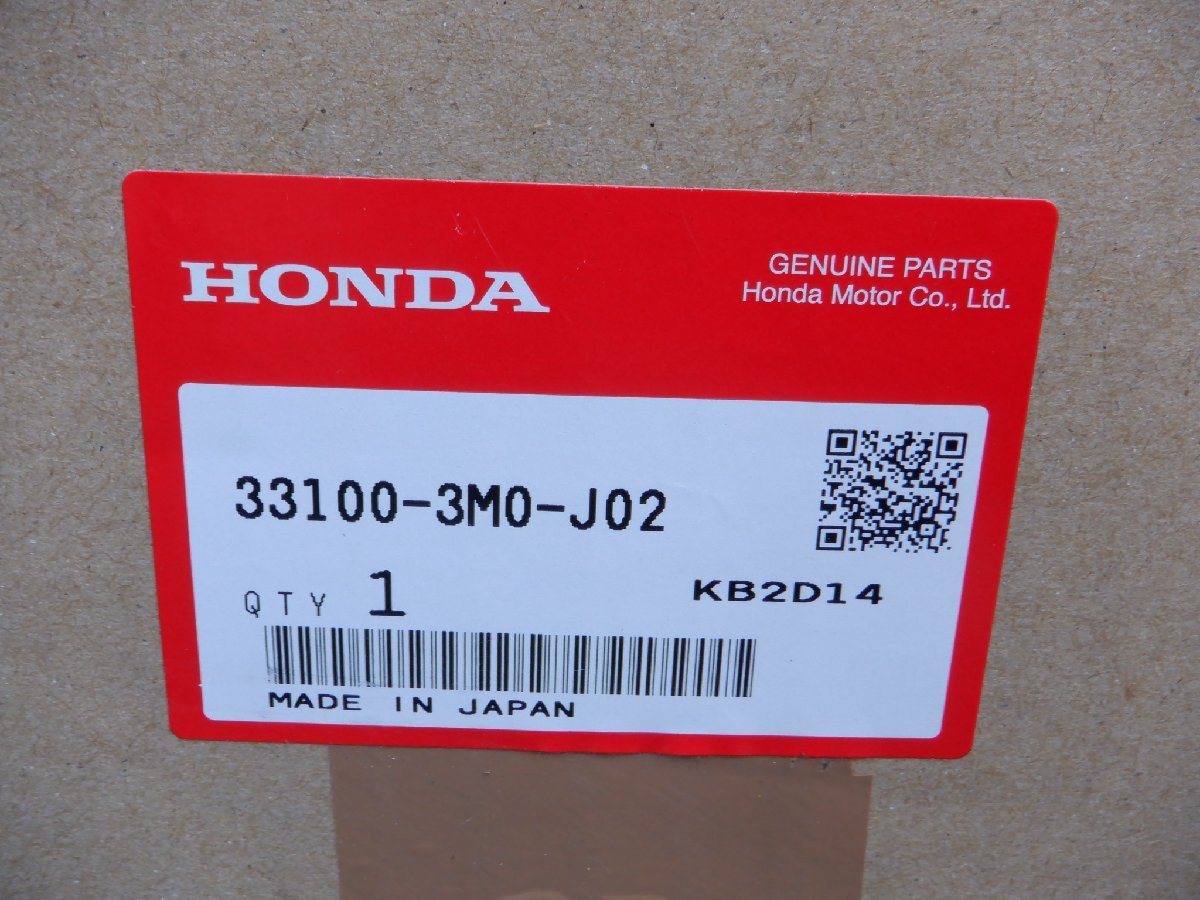 HONDA
GENUINE PARTS
Honda Motor Co., Ltd.
33100-3M0-J02
QTY 1
KB2D14
MADE IN JAPAN